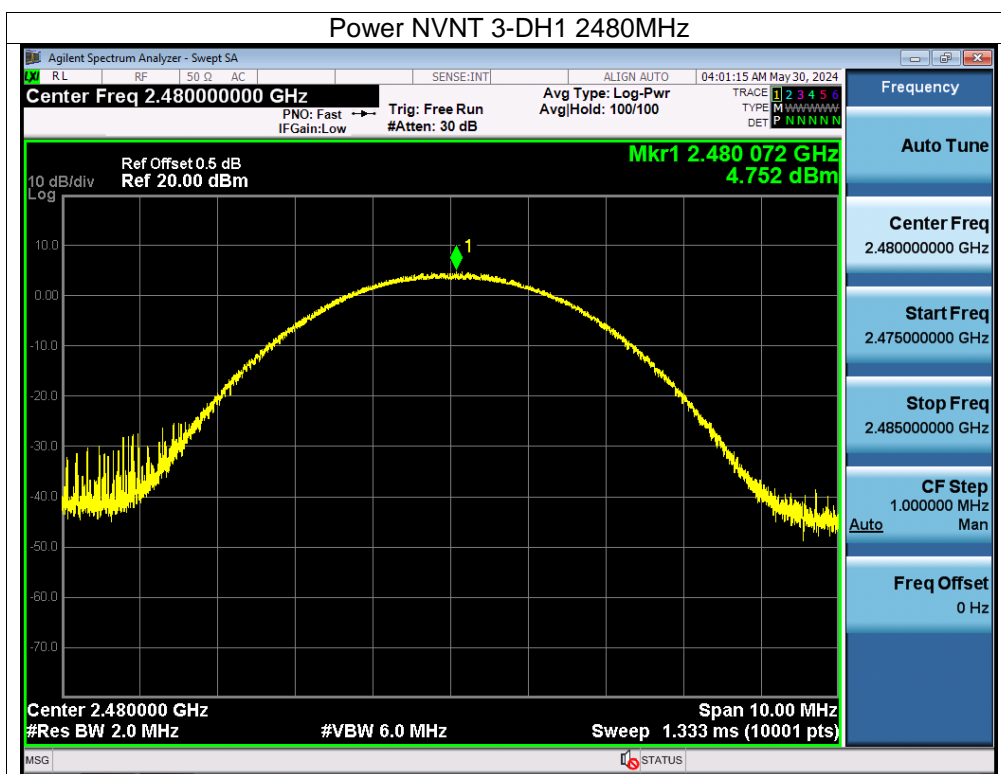 Power NVNT 3-DH1 2480MHz
Agilent Spectrum Analyzer - Swept SA
LXI RL RF 50 Ω AC SENSE:INT ALIGN AUTO 04:01:15 AM May 30, 2024
Center Freq 2.480000000 GHz
PNO: Fast
IFGain:Low
Trig: Free Run
#Atten: 30 dB
Avg Type: Log-Pwr
Avg|Hold: 100/100
TRACE 1 2 3 4 5 6
TYPE M WWWWW
DET P N N N N N
Ref Offset 0.5 dB
10 dB/div Ref 20.00 dBm
Log
Mkr1 2.480 072 GHz
4.752 dBm
1
10.0
0.00
-10.0
-20.0
-30.0
-40.0
-50.0
-60.0
-70.0
Center 2.480000 GHz Span 10.00 MHz
#Res BW 2.0 MHz #VBW 6.0 MHz Sweep 1.333 ms (10001 pts)
MSG STATUS
Frequency
Auto Tune
Center Freq
2.480000000 GHz
Start Freq
2.475000000 GHz
Stop Freq
2.485000000 GHz
CF Step
1.000000 MHz
Auto Man
Freq Offset
0 Hz